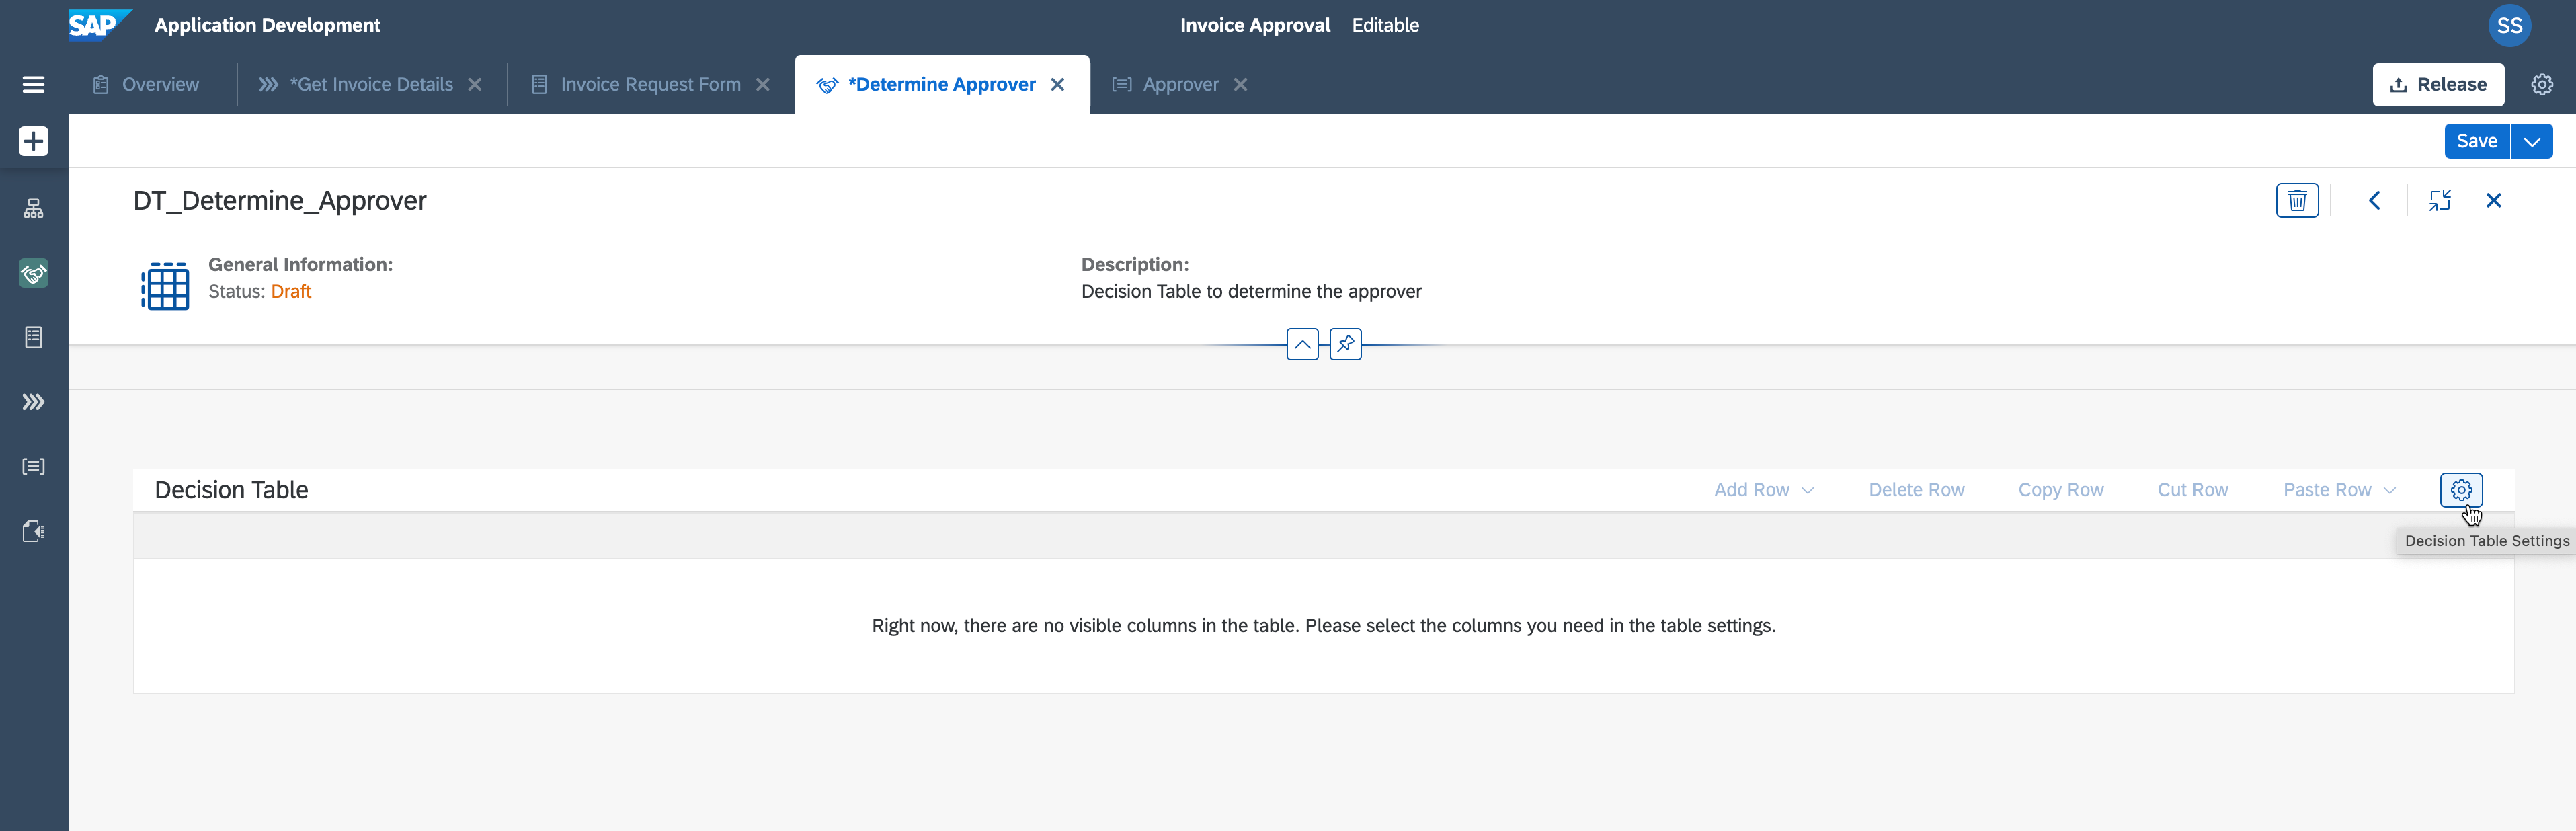 SAP Application Development Invoice Approval Editable SS
Overview *Get Invoice Details Invoice Request Form *Determine Approver Approver Release
Save
DT_Determine_Approver
General Information: Description:
Status: Draft Decision Table to determine the approver
Decision Table Add Row Delete Row Copy Row Cut Row Paste Row
Decision Table Settings
Right now, there are no visible columns in the table. Please select the columns you need in the table settings.